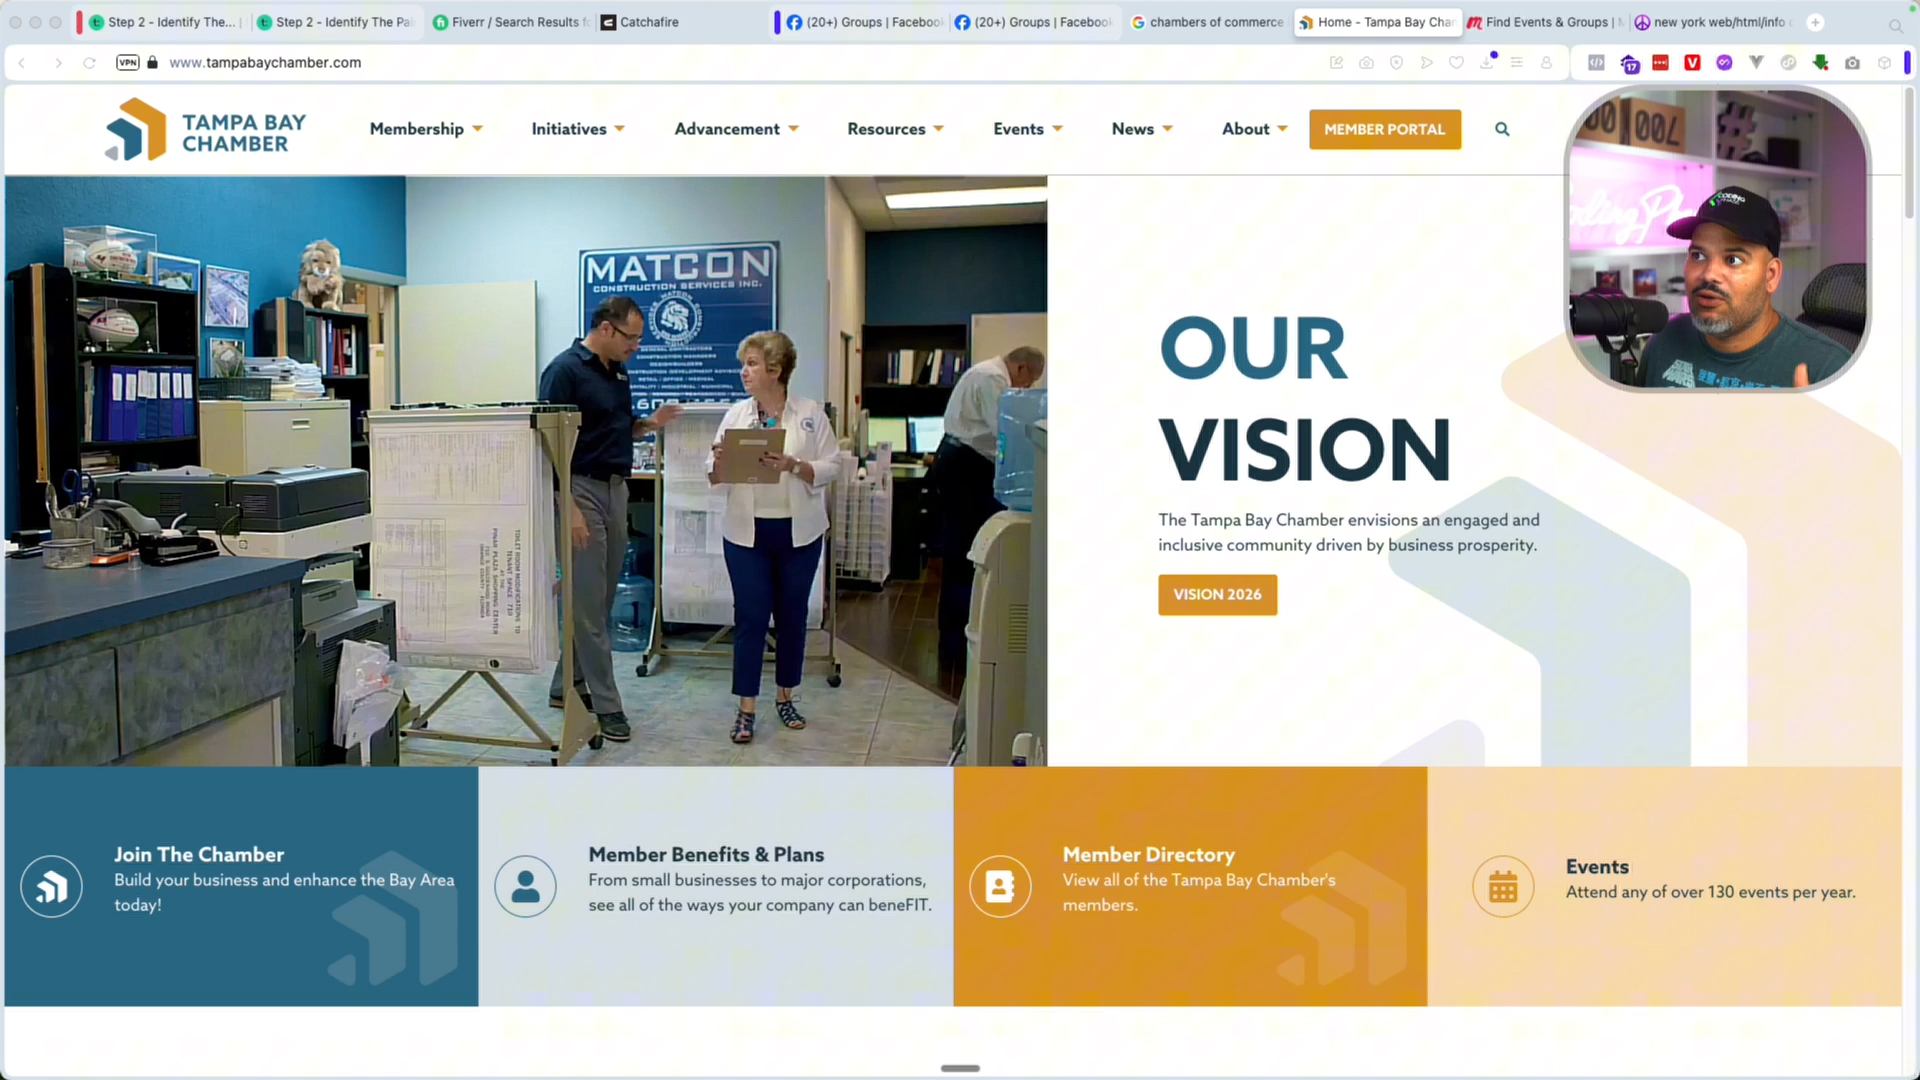 Step 2 - Identify The...
Step 2 - Identify The Pai
Fiverr / Search Results fo
Catchafire
(20+) Groups | Facebook
(20+) Groups | Facebook
chambers of commerce
Home - Tampa Bay Cha
Find Events & Groups | M
new york web/html/info
VPN
www.tampabaychamber.com
17
TAMPA BAY
CHAMBER
Membership
Initiatives
Advancement
Resources
Events
News
About
MEMBER PORTAL
MATCON
CONSTRUCTION SERVICES INC.
OUR
VISION
The Tampa Bay Chamber envisions an engaged and
inclusive community driven by business prosperity.
VISION 2026
Join The Chamber
Build your business and enhance the Bay Area
today!
Member Benefits & Plans
From small businesses to major corporations,
see all of the ways your company can beneFIT.
Member Directory
View all of the Tampa Bay Chamber's
members.
Events
Attend any of over 130 events per year.